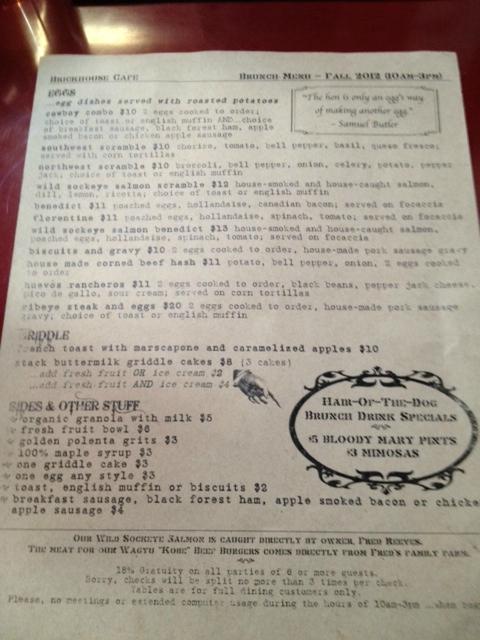 Brickhouse Cafe Brunch Menu – Fall 2012 (10am-3pm)
EGGS
...egg dishes served with roasted potatoes
"The hen is only an egg's way
of making another egg."
~ Samuel Butler
cowboy combo $10 2 eggs cooked to order;
choice of toast or english muffin AND...choice
of breakfast sausage, black forest ham, apple
smoked bacon or chicken apple sausage
southwest scramble $10 chorizo, tomato, bell pepper, basil, queso fresco;
served with corn tortillas
northwest scramble $10 broccoli, bell pepper, onion, celery, potato, pepper
jack; choice of toast or english muffin
wild sockeye salmon scramble $12 house-smoked and house-caught salmon,
dill, lemon, ricotta; choice of toast or english muffin
benedict $11 poached eggs, hollandaise, canadian bacon; served on focaccia
florentine $11 poached eggs, hollandaise, spinach, tomato; served on focaccia
wild sockeye salmon benedict $13 house-smoked and house-caught salmon,
poached eggs, hollandaise, spinach, tomato; served on focaccia
biscuits and gravy $10 2 eggs cooked to order, house-made pork sausage gravy
house made corned beef hash $11 potato, bell pepper, onion, 2 eggs cooked
to order
huevos rancheros $11 2 eggs cooked to order, black beans, pepper jack cheese,
pico de gallo, sour cream; served on corn tortillas
ribeye steak and eggs $20 2 eggs cooked to order, house-made pork sausage
gravy, choice of toast or english muffin
GRIDDLE
french toast with marscapone and caramelized apples $10
stack buttermilk griddle cakes $8 (3 cakes)
...add fresh fruit OR ice cream $2
...add fresh fruit AND ice cream $4
SIDES & OTHER STUFF
organic granola with milk $5
fresh fruit bowl $6
golden polenta grits $3
100% maple syrup $3
one griddle cake $3
one egg any style $3
toast, english muffin or biscuits $2
breakfast sausage, black forest ham, apple smoked bacon or chicke
apple sausage $4
Hair-Of-The-Dog
Brunch Drink Specials
$5 BLOODY MARY PINTS
$3 MIMOSAS
Our Wild Sockeye Salmon is caught directly by owner, Fred Reeves.
The meat for our Wagyu "Kobe" Beef Burgers comes directly from Fred's family farm.
18% Gratuity on all parties of 6 or more guests.
Sorry, checks will be split no more than 3 times per check.
Tables are for full dining customers only.
Please, no meetings or extended computer usage during the hours of 10am-3pm ...when bus